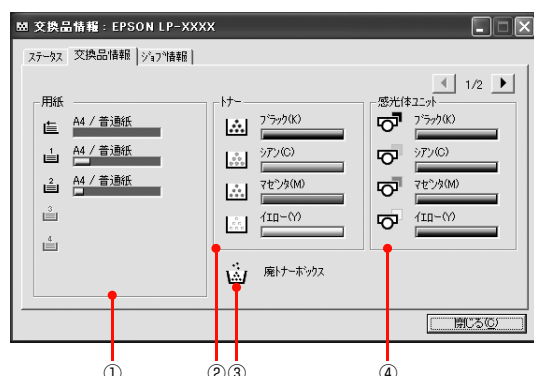 交換品情報：EPSON LP-XXXX
ステータス 交換品情報 ジョブ情報
1/2
用紙
A4 / 普通紙
1 A4 / 普通紙
2 A4 / 普通紙
3
4
トナー
ブラック(K)
シアン(C)
マゼンタ(M)
イエロー(Y)
廃トナーボックス
感光体ユニット
ブラック(K)
シアン(C)
マゼンタ(M)
イエロー(Y)
閉じる(C)
① ②③ ④